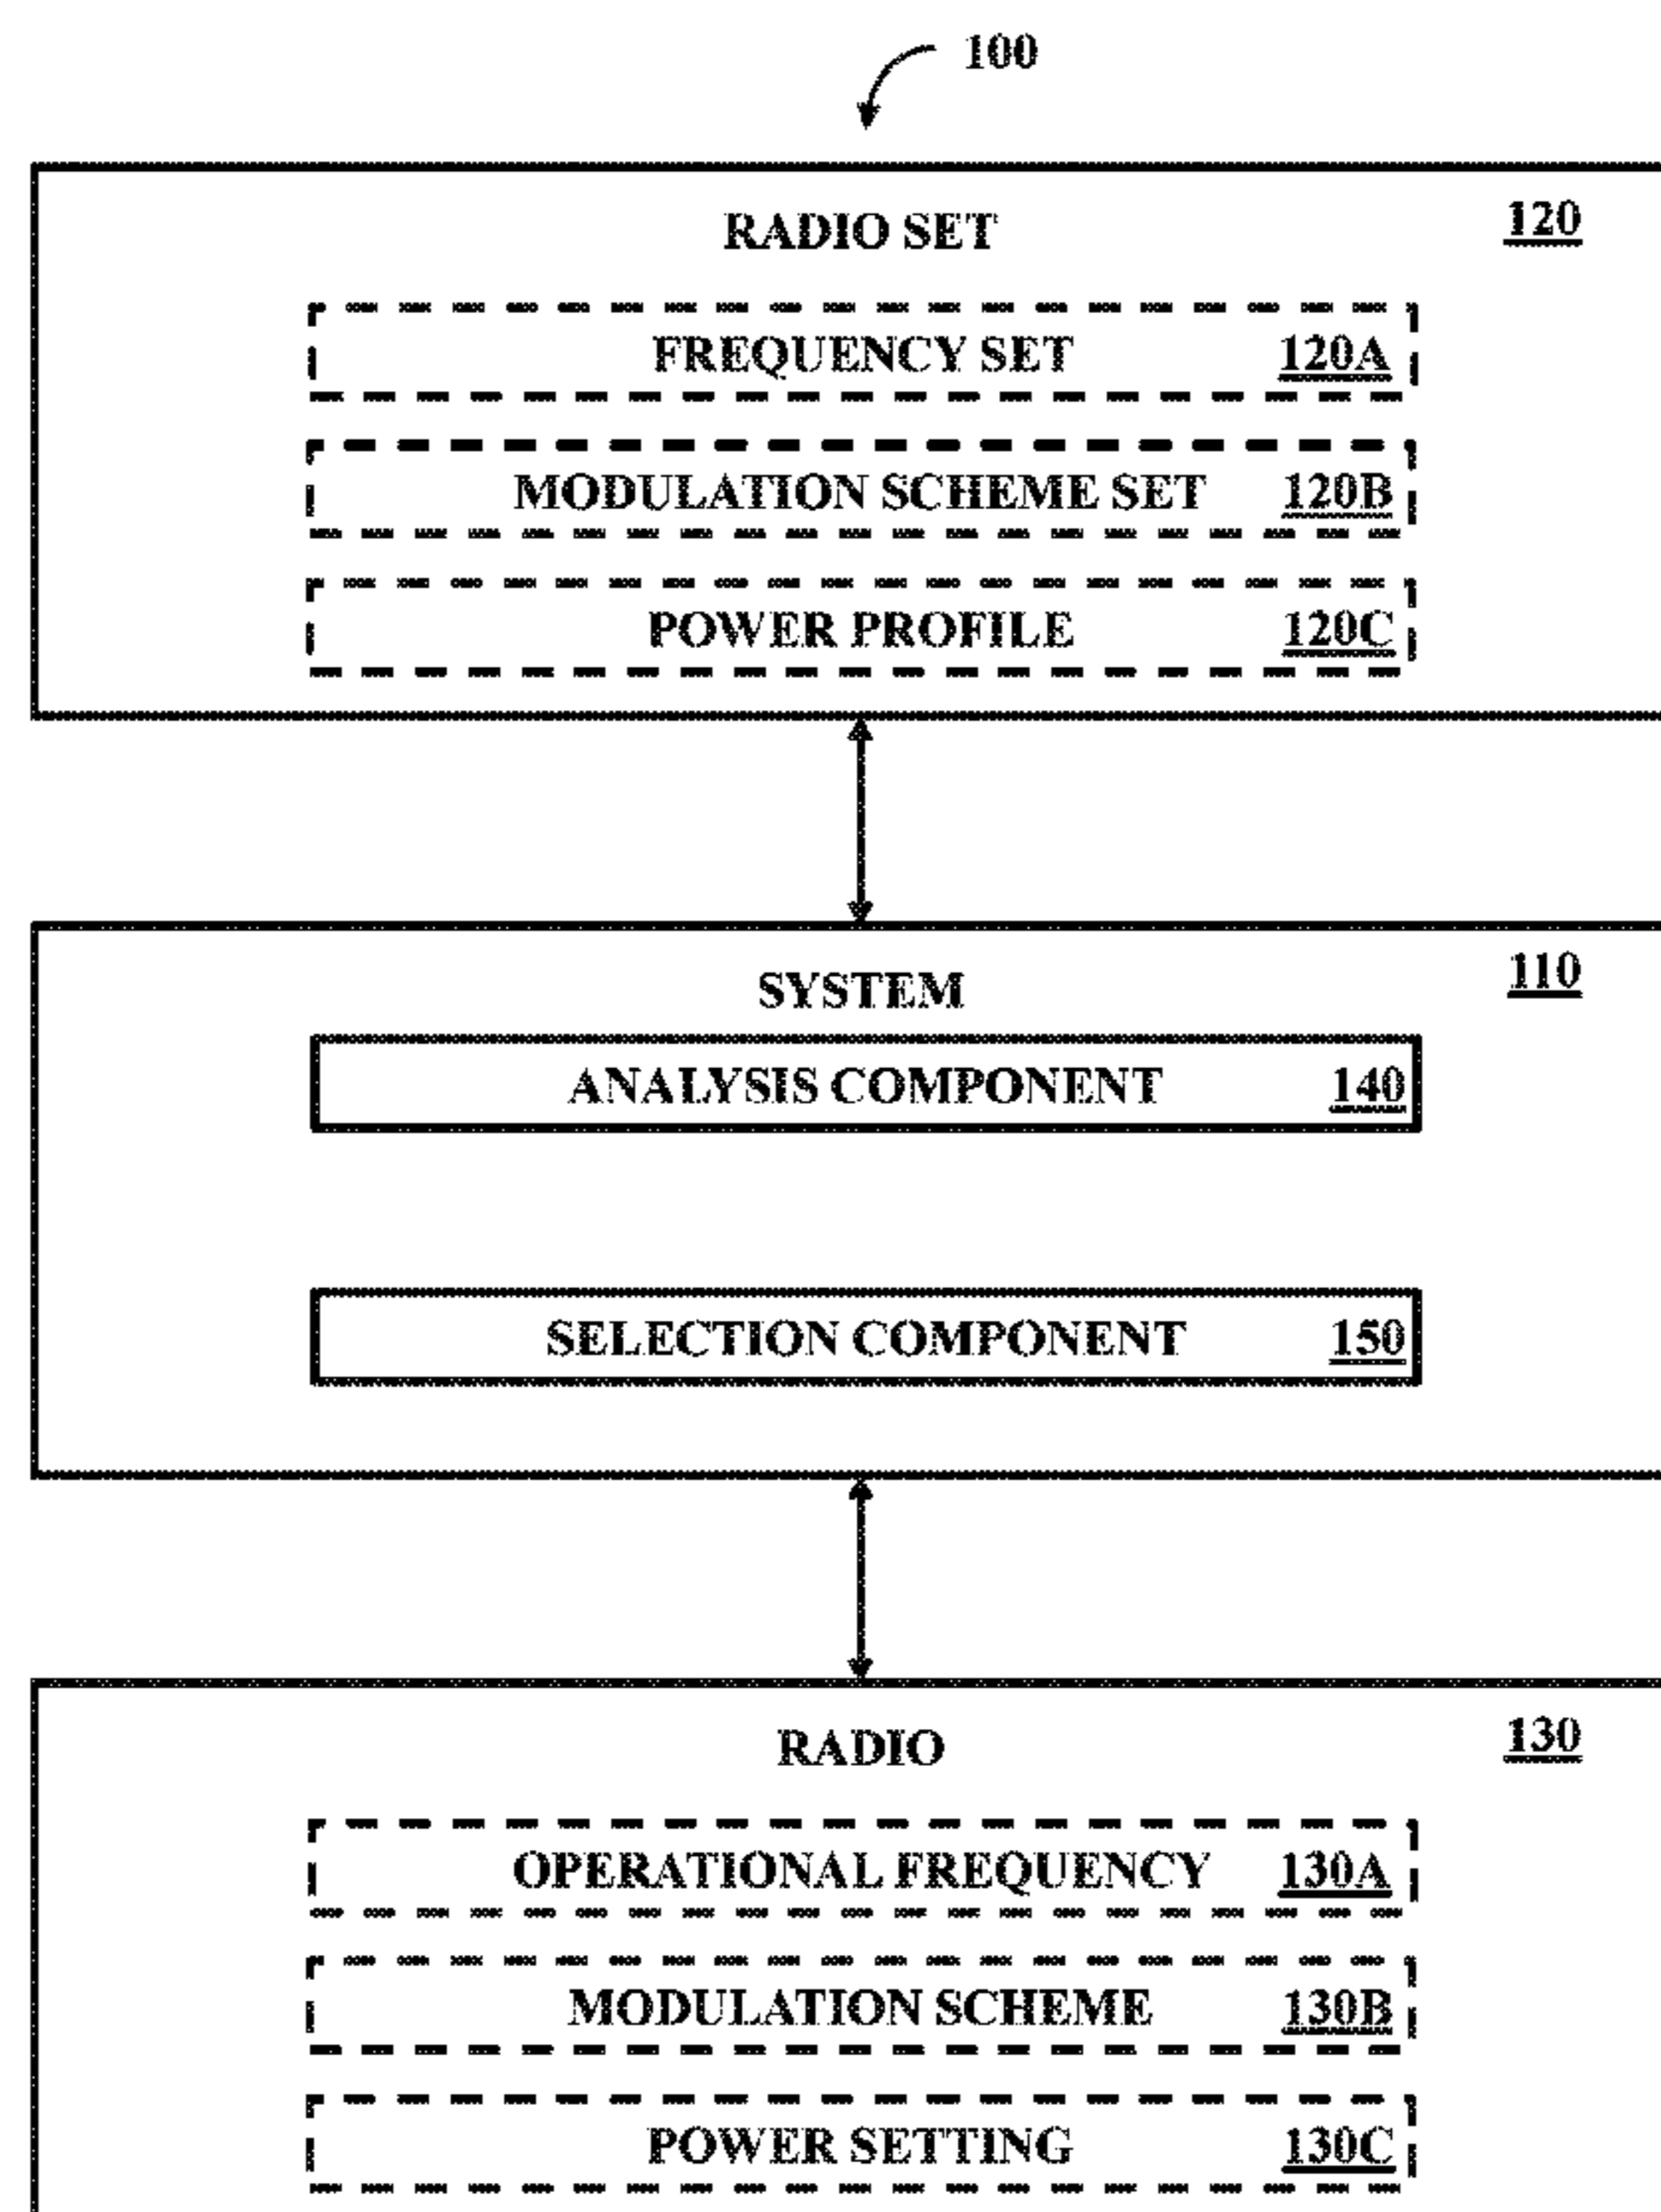 100
RADIO SET 120
FREQUENCY SET 120A
MODULATION SCHEME SET 120B
POWER PROFILE 120C
SYSTEM 110
ANALYSIS COMPONENT 140
SELECTION COMPONENT 150
RADIO 130
OPERATIONAL FREQUENCY 130A
MODULATION SCHEME 130B
POWER SETTING 130C